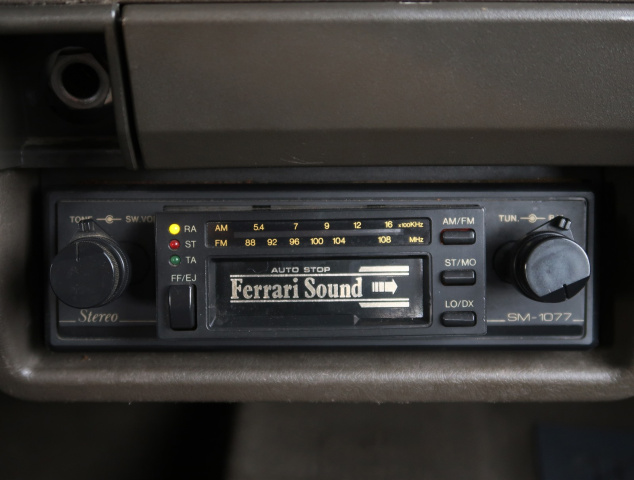 TONE SW.VOL
RA AM 5.4 7 9 12 16 x100KHz
ST FM 88 92 96 100 104 108 MHz
TA
FF/EJ
AUTO STOP
Ferrari Sound
Stereo
AM/FM
ST/MO
LO/DX
TUN.
SM-1077